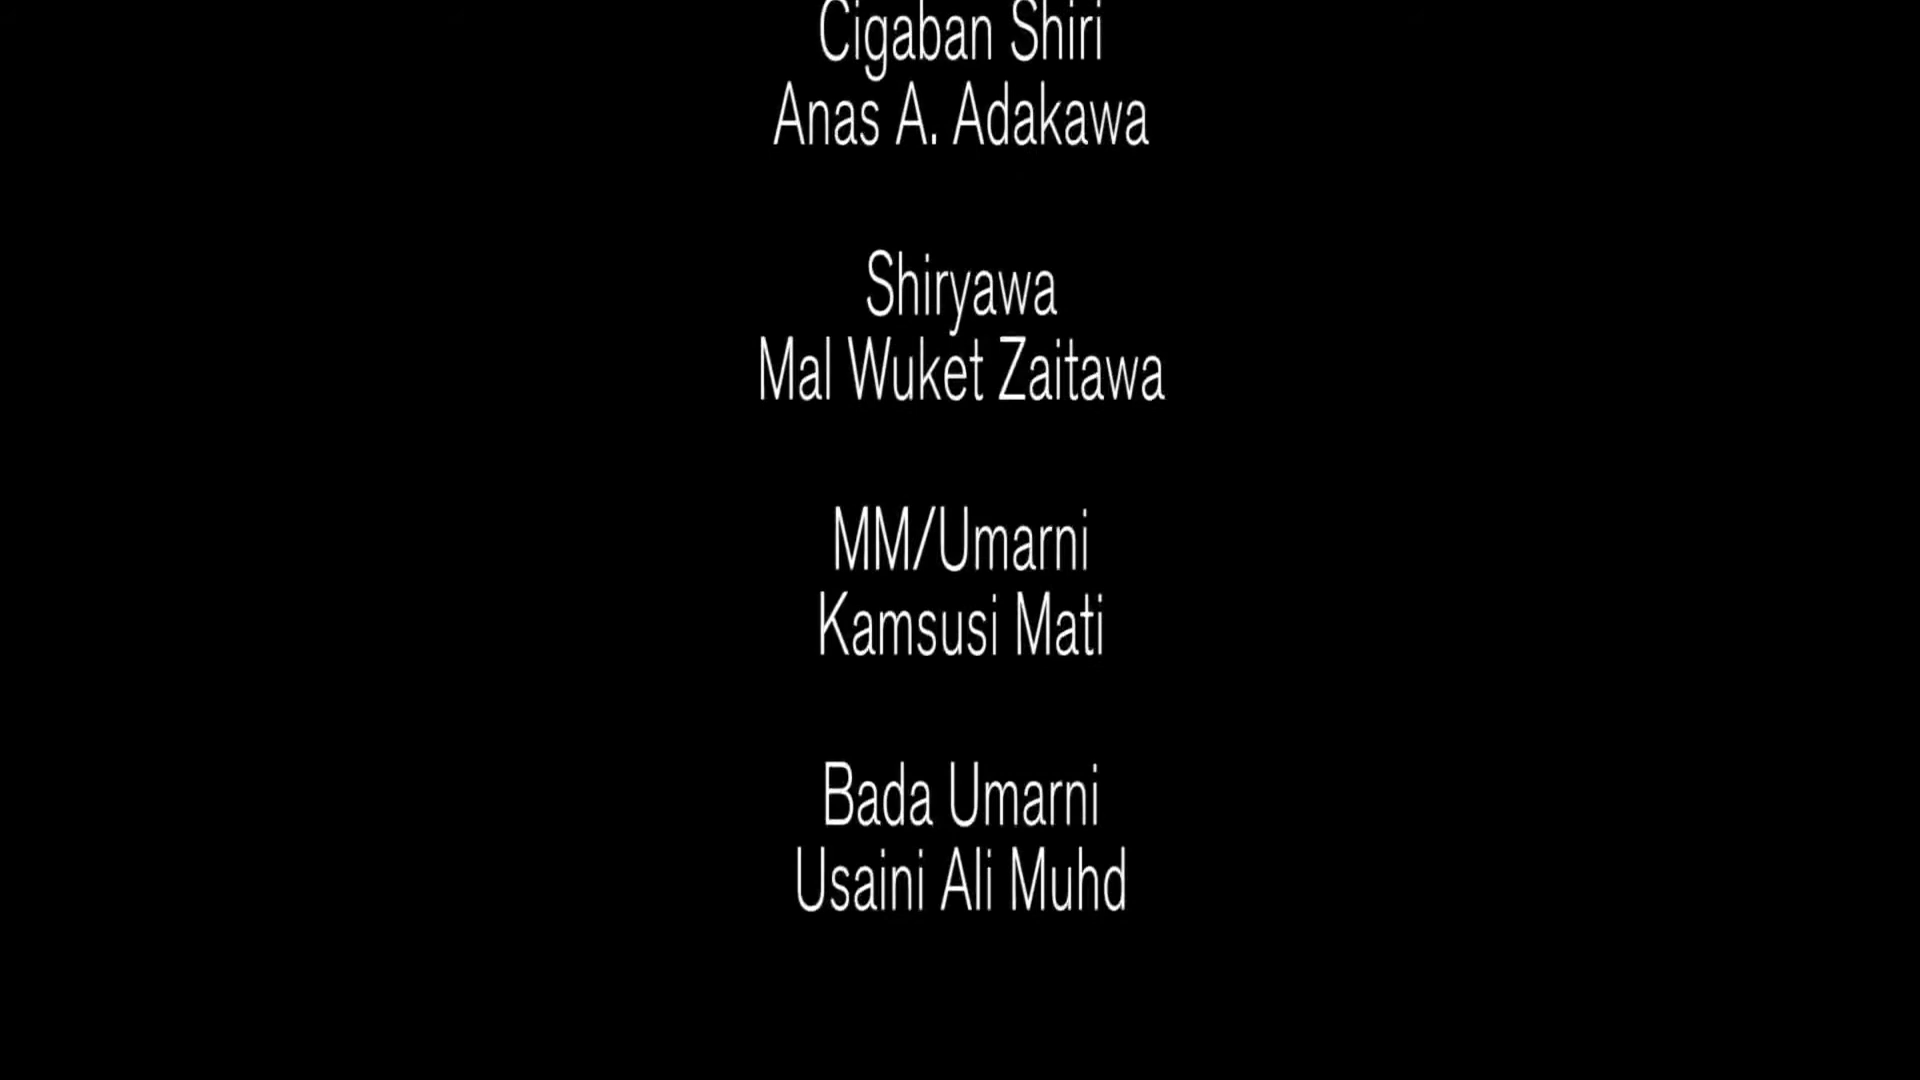 Cigaban Shiri
Anas A. Adakawa
Shiryawa
Mal Wuket Zaitawa
MM/Umarni
Kamsusi Mati
Bada Umarni
Usaini Ali Muhd